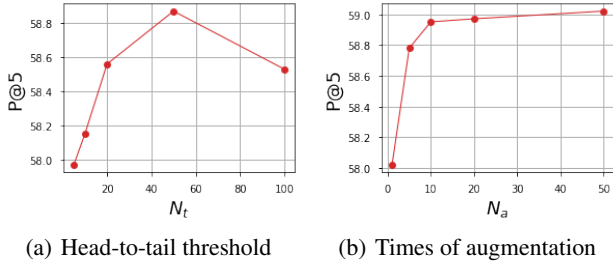 58.8
58.6
58.4
58.2
58.0
P@5
20 40 60 80 100
N_t
(a) Head-to-tail threshold
59.0
58.8
58.6
58.4
58.2
58.0
P@5
0 10 20 30 40 50
N_a
(b) Times of augmentation